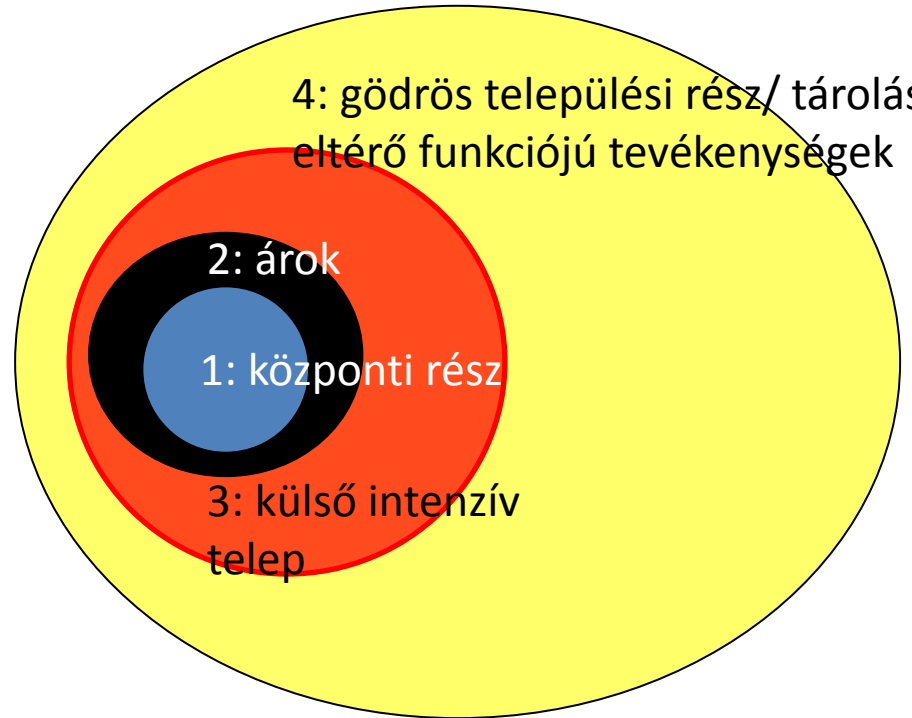 4: gödrös települési rész/ tárolás
eltérő funkciójú tevékenységek
2: árok
1: központi rész
3: külső intenzív
telep